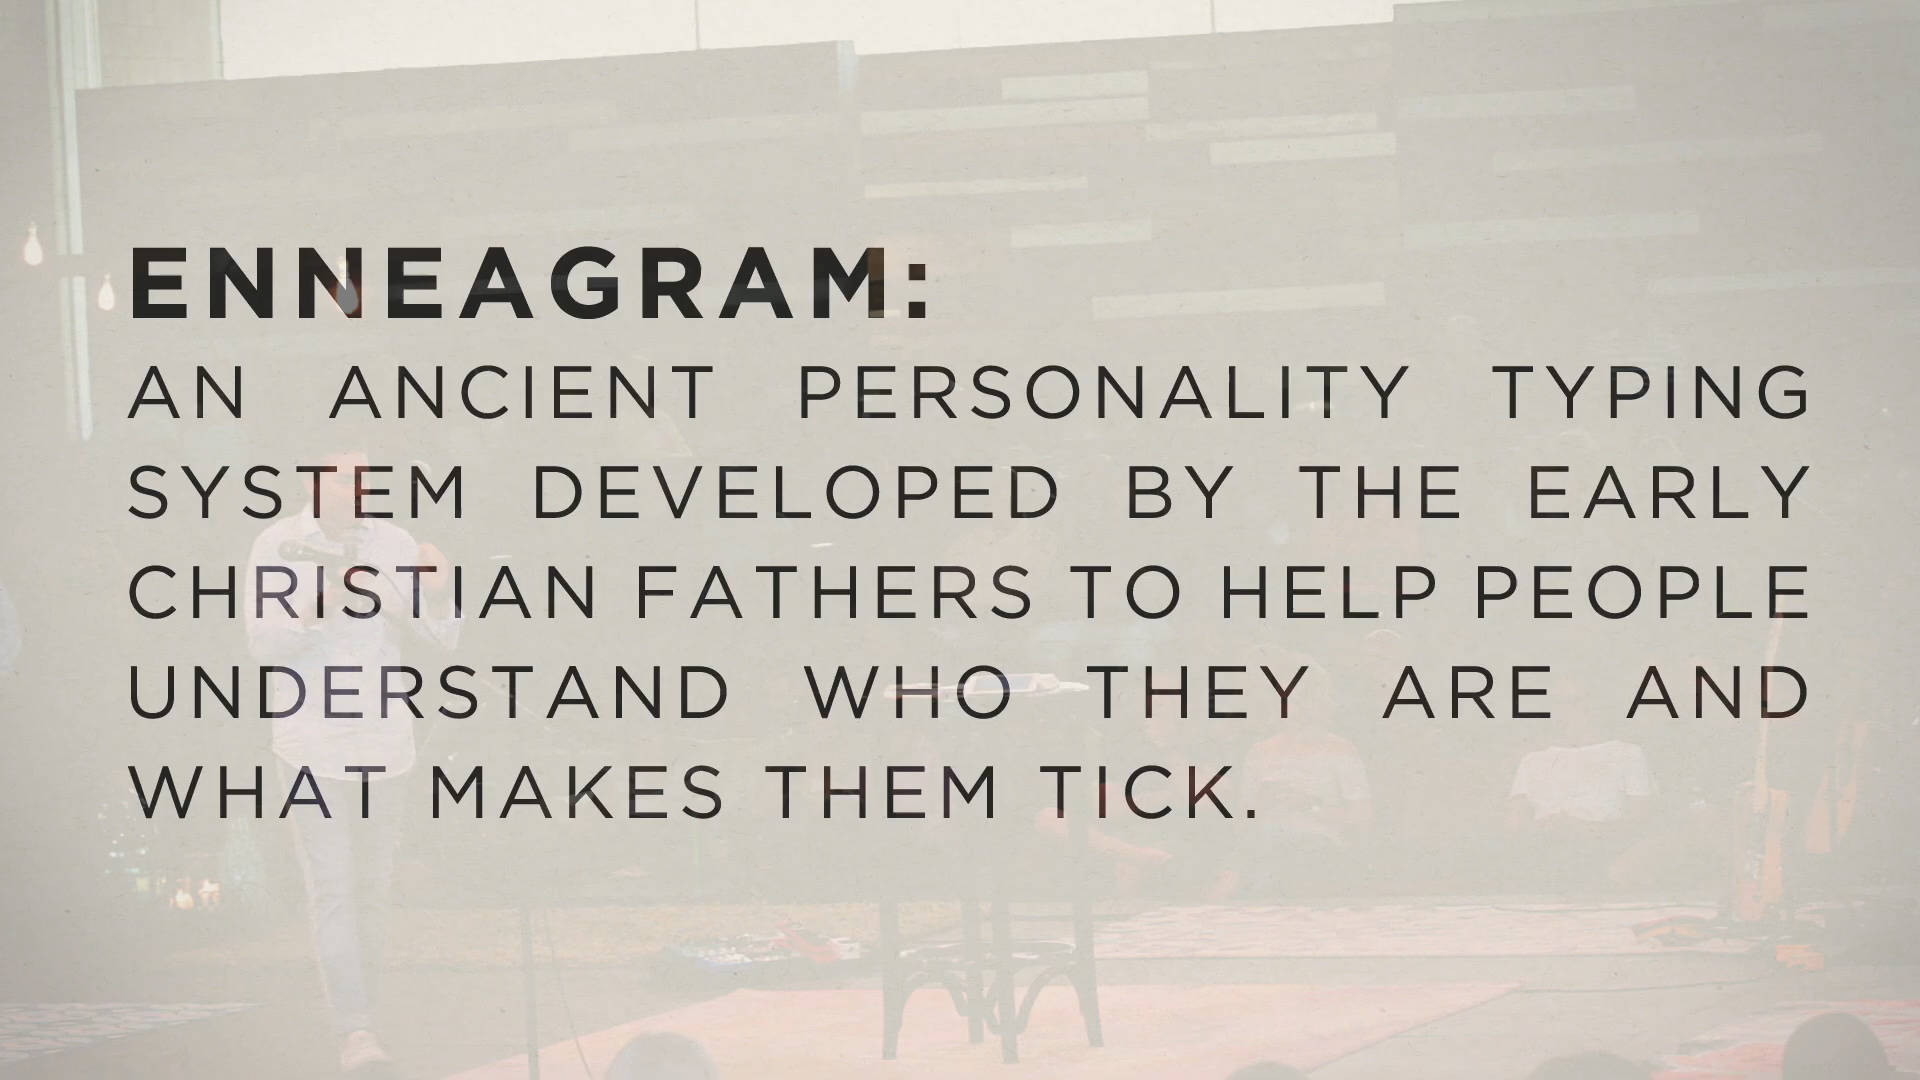 ENNEAGRAM:
AN ANCIENT PERSONALITY TYPING
SYSTEM DEVELOPED BY THE EARLY
CHRISTIAN FATHERS TO HELP PEOPLE
UNDERSTAND WHO THEY ARE AND
WHAT MAKES THEM TICK.